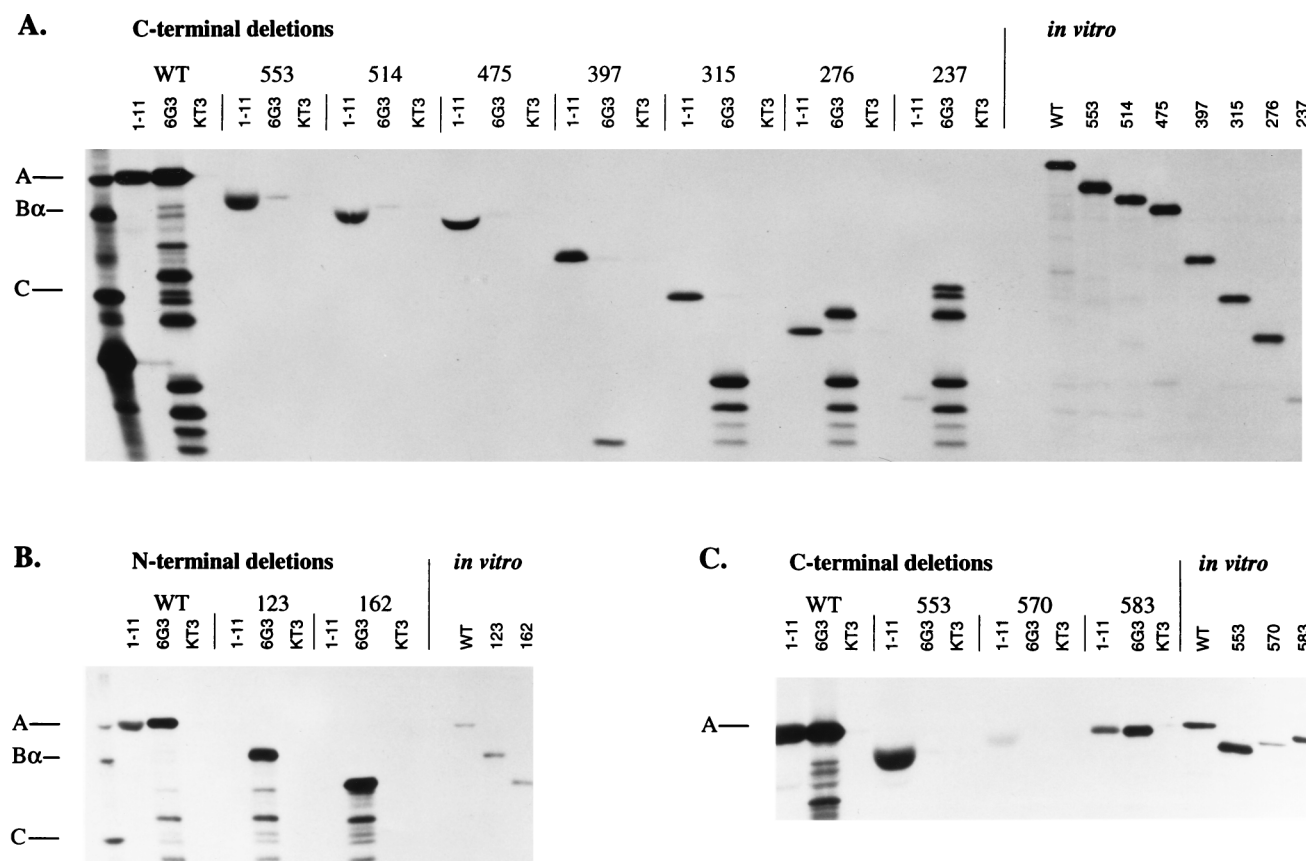 A. C-terminal deletions in vitro
WT 553 514 475 397 315 276 237
1-11 6G3 KT3 1-11 6G3 KT3 1-11 6G3 KT3 1-11 6G3 KT3 1-11 6G3 KT3 1-11 6G3 KT3 1-11 6G3 KT3 1-11 6G3 KT3 WT 553 514 475 397 315 276 237
A
Bα
C
B. N-terminal deletions in vitro
WT 123 162
1-11 6G3 KT3 1-11 6G3 KT3 1-11 6G3 KT3 WT 123 162
A
Bα
C
C. C-terminal deletions in vitro
WT 553 570 583
1-11 6G3 KT3 1-11 6G3 KT3 1-11 6G3 KT3 1-11 6G3 KT3 WT 553 570 583
A